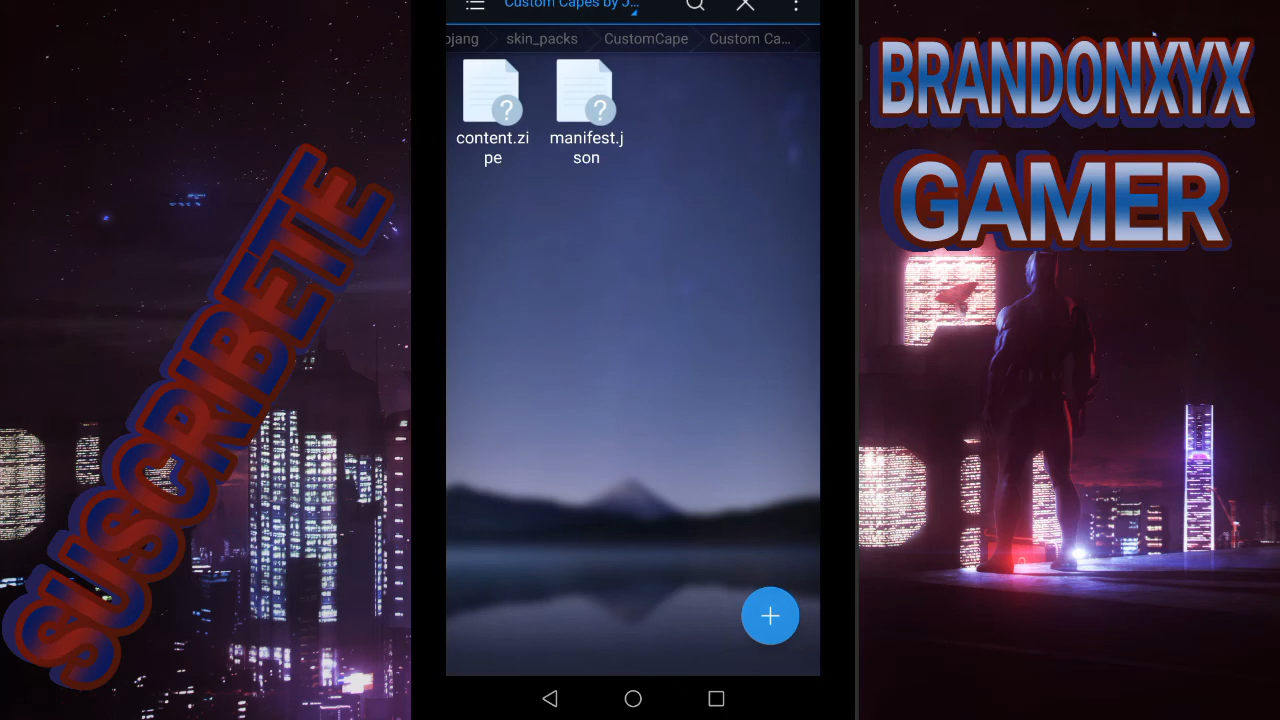 Custom Capes by J...
ojang
skin_packs
CustomCape
Custom Ca...
content.zi
pe
manifest.j
son
SUSCRIBETE
BRANDONXYX
GAMER